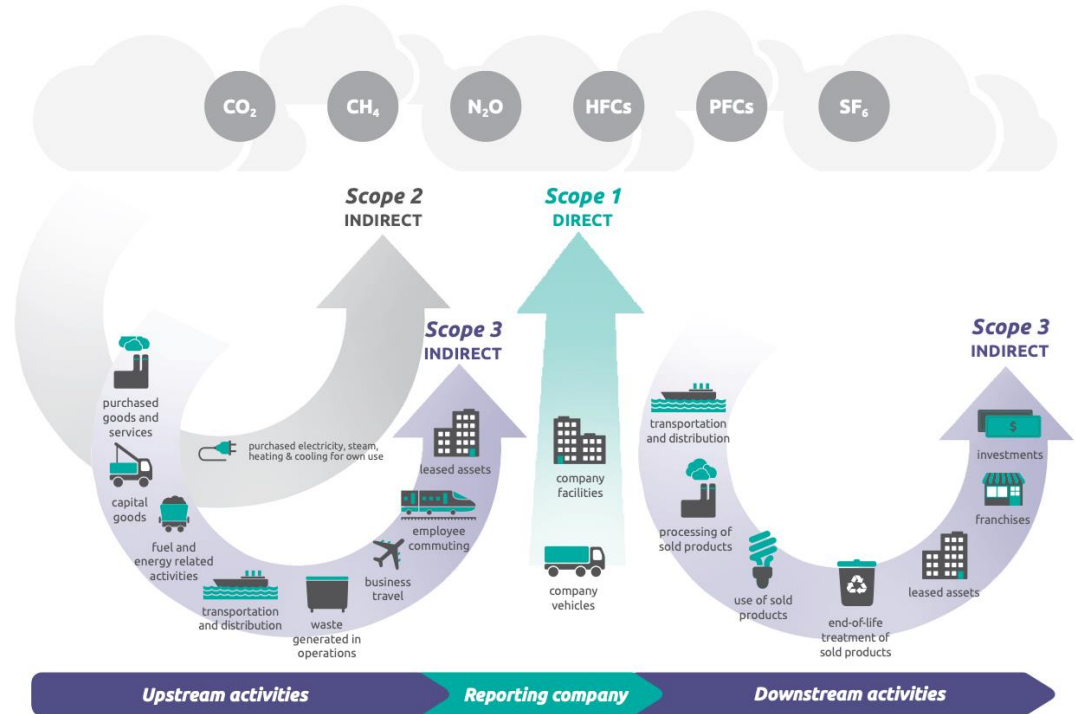 CO₂ CH₄ N₂O HFCs PFCs SF₆
Scope 2
INDIRECT
Scope 1
DIRECT
Scope 3
INDIRECT
Scope 3
INDIRECT
purchased
goods and
services
capital
goods
fuel and
energy related
activities
transportation
and distribution
waste
generated in
operations
business
travel
employee
commuting
leased assets
purchased electricity, steam,
heating & cooling for own use
company
facilities
company
vehicles
transportation
and distribution
processing of
sold products
use of sold
products
end-of-life
treatment of
sold products
leased assets
franchises
$
investments
Upstream activities
Reporting company
Downstream activities